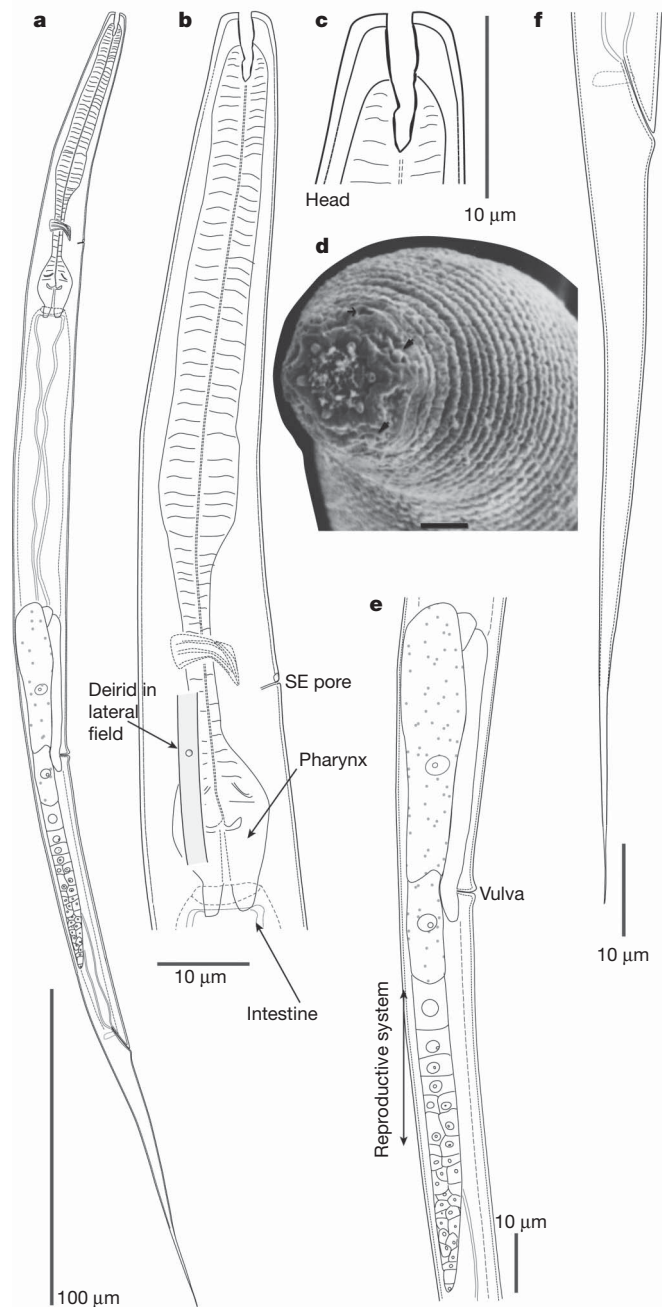 a
b
c
f
Head
10 μm
d
e
SE pore
Deirid in
lateral
field
Pharynx
Vulva
10 μm
10 μm
Intestine
Reproductive system
10 μm
100 μm